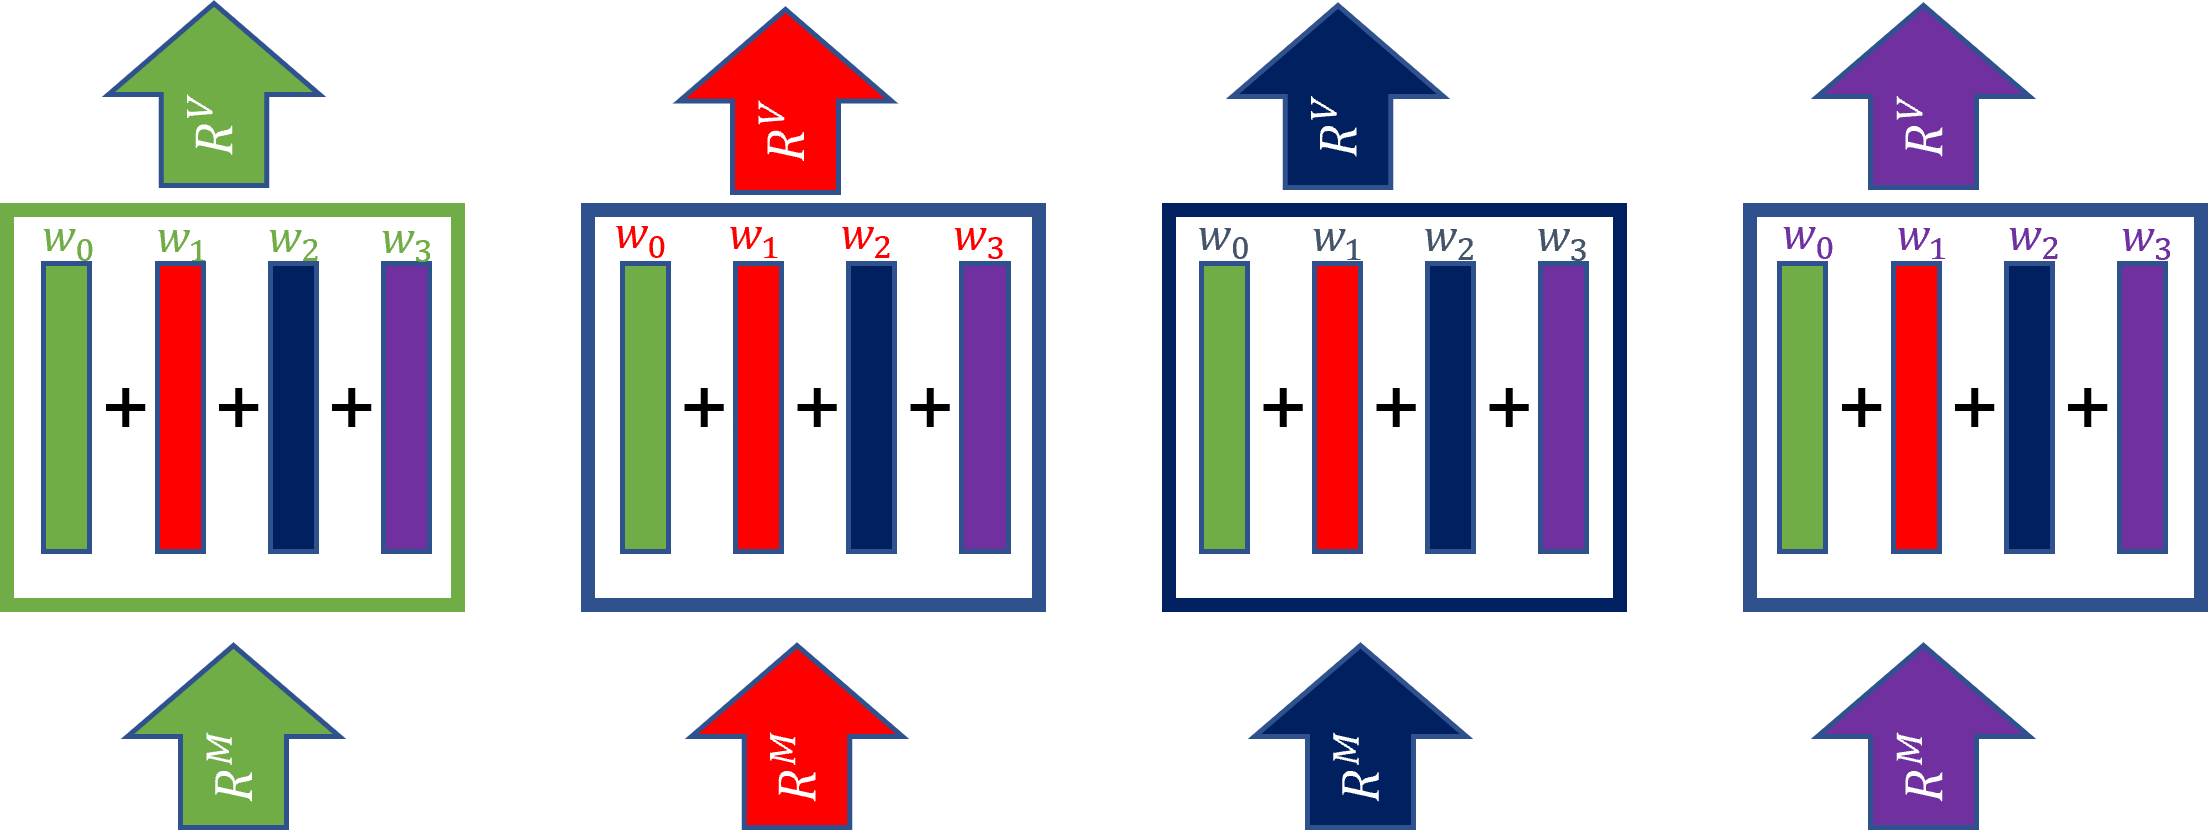 R^V R^V R^V R^V
w_0 w_1 w_2 w_3 w_0 w_1 w_2 w_3 w_0 w_1 w_2 w_3 w_0 w_1 w_2 w_3
+ + + + + + + + + + + +
R^M R^M R^M R^M